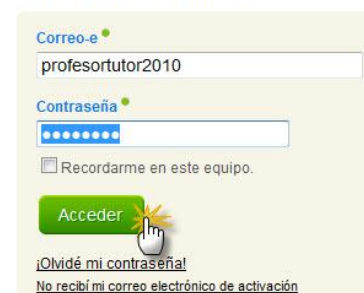 Correo-e
profesortutor2010
Contraseña
Recordarme en este equipo.
Acceder
¡Olvidé mi contraseña!
No recibí mi correo electrónico de activación